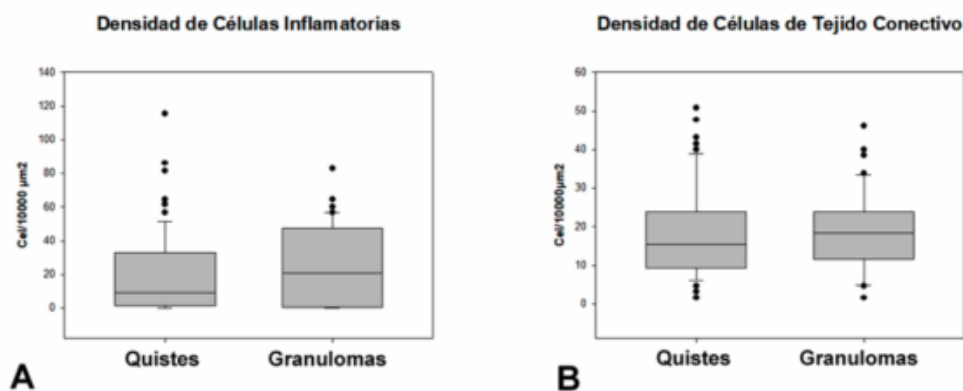 Densidad de Células Inflamatorias
140
120
100
80
60
40
20
0
Cel/10000 µm2
Quistes
Granulomas
A
Densidad de Células de Tejido Conectivo
60
50
40
30
20
10
0
Cel/10000µm2
Quistes
Granulomas
B